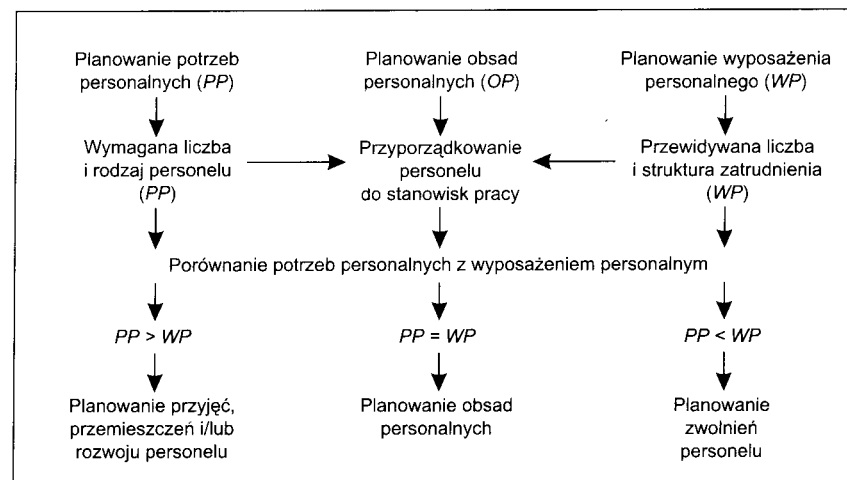 Planowanie potrzeb
personalnych (PP)
Planowanie obsad
personalnych (OP)
Planowanie wyposażenia
personalnego (WP)
Wymagana liczba
i rodzaj personelu
(PP)
Przyporządkowanie
personelu
do stanowisk pracy
Przewidywana liczba
i struktura zatrudnienia
(WP)
Porównanie potrzeb personalnych z wyposażeniem personalnym
PP > WP
PP = WP
PP < WP
Planowanie przyjęć,
przemieszczeń i/lub
rozwoju personelu
Planowanie obsad
personalnych
Planowanie
zwolnień
personelu